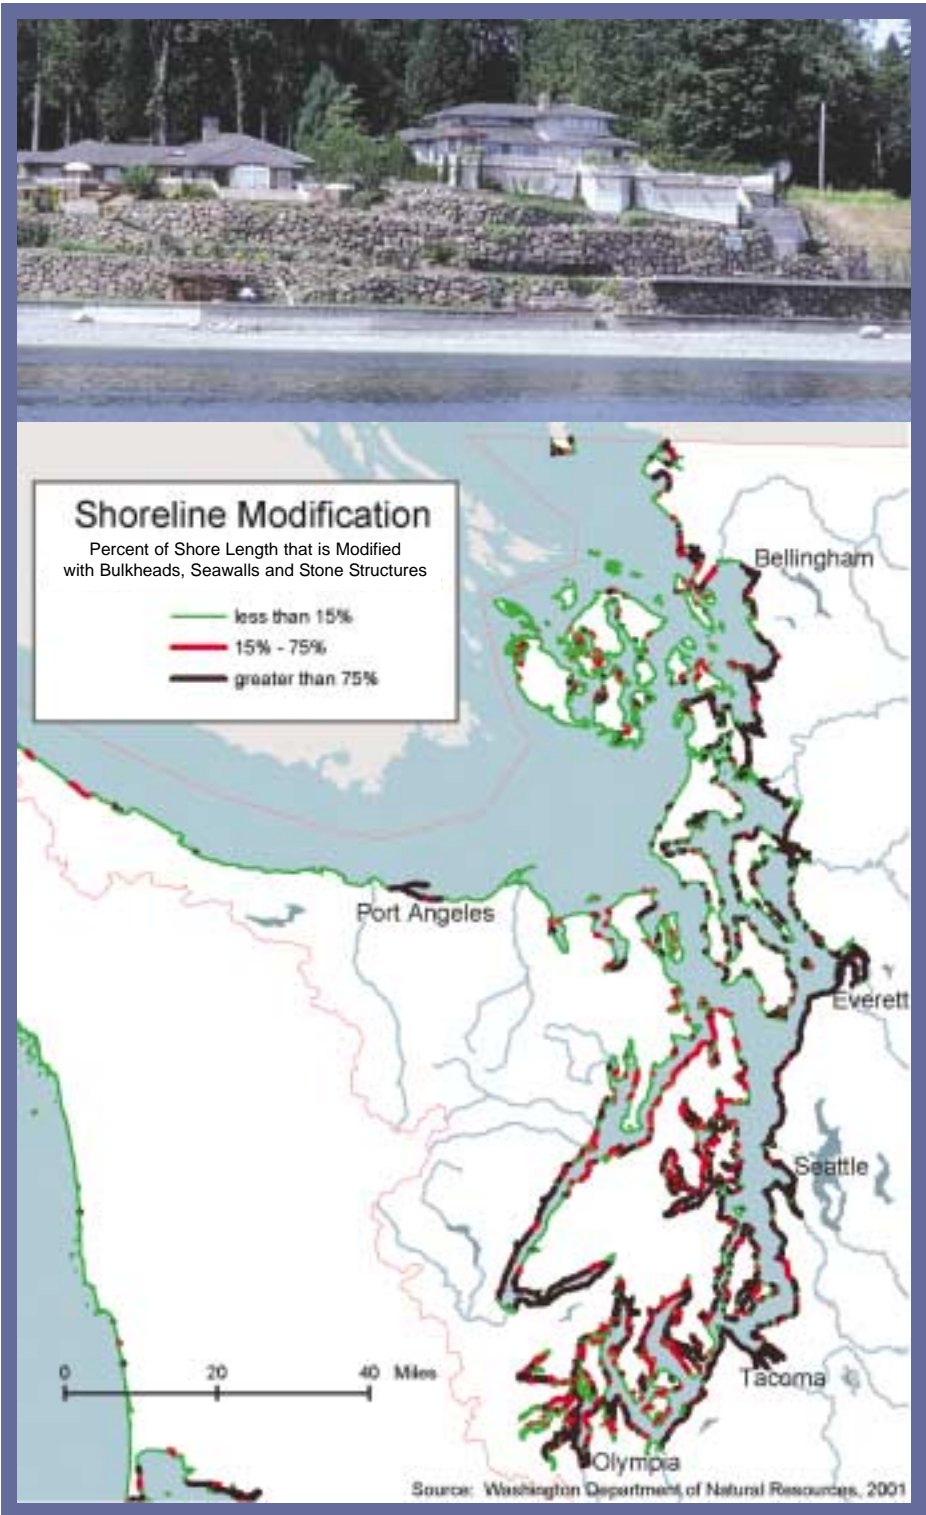 Shoreline Modification
Percent of Shore Length that is Modified
with Bulkheads, Seawalls and Stone Structures
less than 15%
15% - 75%
greater than 75%
Bellingham
Port Angeles
Everett
Seattle
0 20 40 Miles
Tacoma
Olympia
Source: Washington Department of Natural Resources, 2001